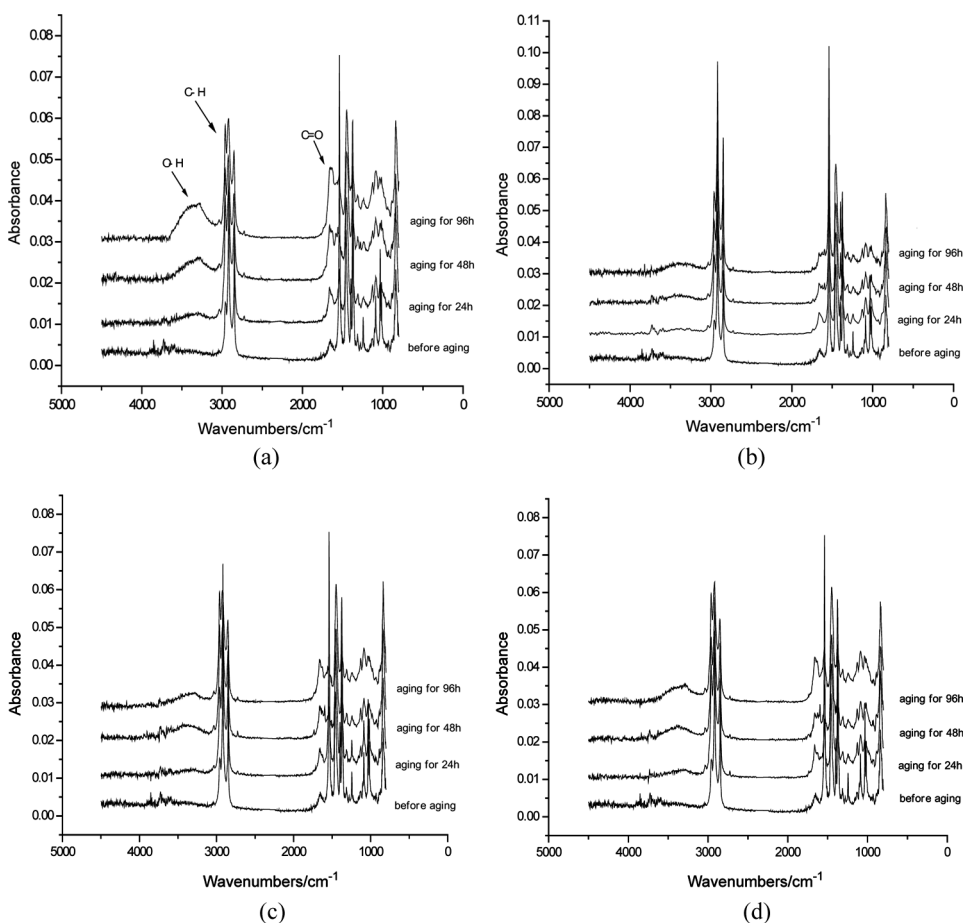 0.08
0.07
0.06
0.05
0.04
0.03
0.02
0.01
0.00
Absorbance
C-H
O-H
C=O
aging for 96h
aging for 48h
aging for 24h
before aging
5000 4000 3000 2000 1000 0
Wavenumbers/cm⁻¹
(a)
0.11
0.10
0.09
0.08
0.07
0.06
0.05
0.04
0.03
0.02
0.01
0.00
Absorbance
aging for 96h
aging for 48h
aging for 24h
before aging
5000 4000 3000 2000 1000 0
Wavenumbers/cm⁻¹
(b)
0.08
0.07
0.06
0.05
0.04
0.03
0.02
0.01
0.00
Absorbance
aging for 96h
aging for 48h
aging for 24h
before aging
5000 4000 3000 2000 1000 0
Wavenumbers/cm⁻¹
(c)
0.08
0.07
0.06
0.05
0.04
0.03
0.02
0.01
0.00
Absorbance
aging for 96h
aging for 48h
aging for 24h
before aging
5000 4000 3000 2000 1000 0
Wavenumbers/cm⁻¹
(d)